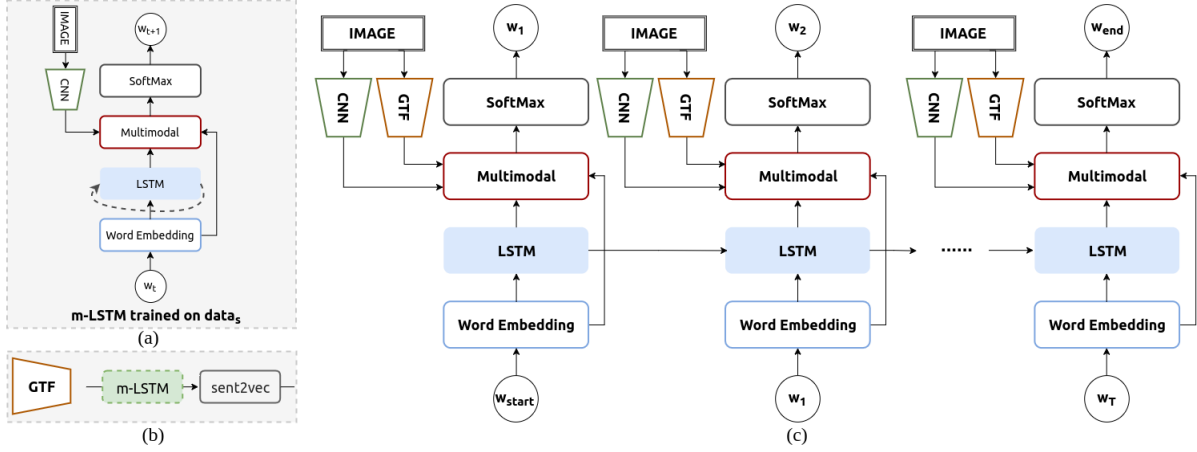 IMAGE
w_{t+1}
CNN
SoftMax
Multimodal
LSTM
Word Embedding
w_t
m-LSTM trained on data_s
(a)
GTF
m-LSTM
sent2vec
(b)
IMAGE
w_1
CNN
GTF
SoftMax
Multimodal
LSTM
Word Embedding
w_start
IMAGE
w_2
CNN
GTF
SoftMax
Multimodal
LSTM
Word Embedding
w_1
......
IMAGE
w_end
CNN
GTF
SoftMax
Multimodal
LSTM
Word Embedding
w_T
(c)